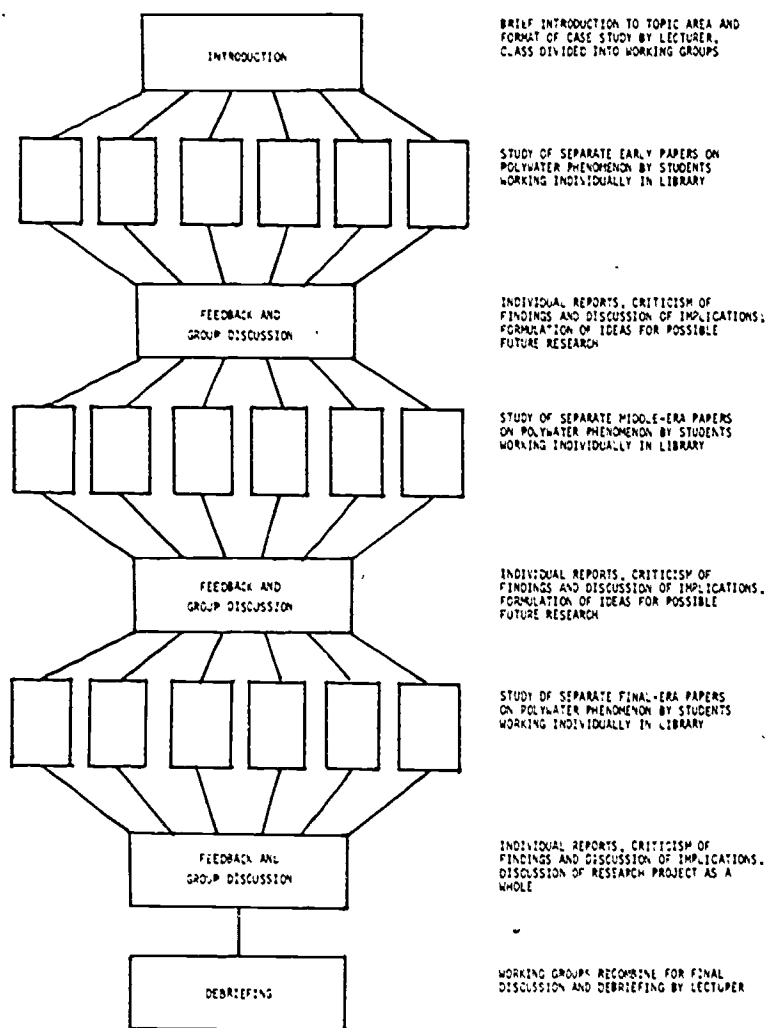 INTRODUCTION
BRIEF INTRODUCTION TO TOPIC AREA AND
FORMAT OF CASE STUDY BY LECTURER.
CLASS DIVIDED INTO WORKING GROUPS
STUDY OF SEPARATE EARLY PAPERS ON
POLYWATER PHENOMENON BY STUDENTS
WORKING INDIVIDUALLY IN LIBRARY
FEEDBACK AND
GROUP DISCUSSION
INDIVIDUAL REPORTS, CRITICISM OF
FINDINGS AND DISCUSSION OF IMPLICATIONS;
FORMULATION OF IDEAS FOR POSSIBLE
FUTURE RESEARCH
STUDY OF SEPARATE MIDDLE-ERA PAPERS
ON POLYWATER PHENOMENON BY STUDENTS
WORKING INDIVIDUALLY IN LIBRARY
FEEDBACK AND
GROUP DISCUSSION
INDIVIDUAL REPORTS, CRITICISM OF
FINDINGS AND DISCUSSION OF IMPLICATIONS.
FORMULATION OF IDEAS FOR POSSIBLE
FUTURE RESEARCH
STUDY OF SEPARATE FINAL-ERA PAPERS
ON POLYWATER PHENOMENON BY STUDENTS
WORKING INDIVIDUALLY IN LIBRARY
FEEDBACK AND
GROUP DISCUSSION
INDIVIDUAL REPORTS, CRITICISM OF
FINDINGS AND DISCUSSION OF IMPLICATIONS.
DISCUSSION OF RESEARCH PROJECT AS A
WHOLE
DEBRIEFING
WORKING GROUPS RECOMBINE FOR FINAL
DISCUSSION AND DEBRIEFING BY LECTURER